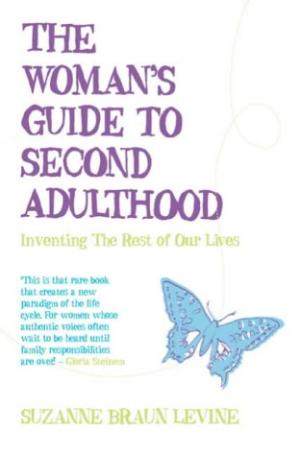 THE
WOMAN'S
GUIDE TO
SECOND
ADULTHOOD
Inventing The Rest of Our Lives
"This is that rare book
that creates a new
paradigm of the life
cycle. For women whose
authentic voices often
wait to be heard until
family responsibilities
are over." – Gloria Steinem
SUZANNE BRAUN LEVINE